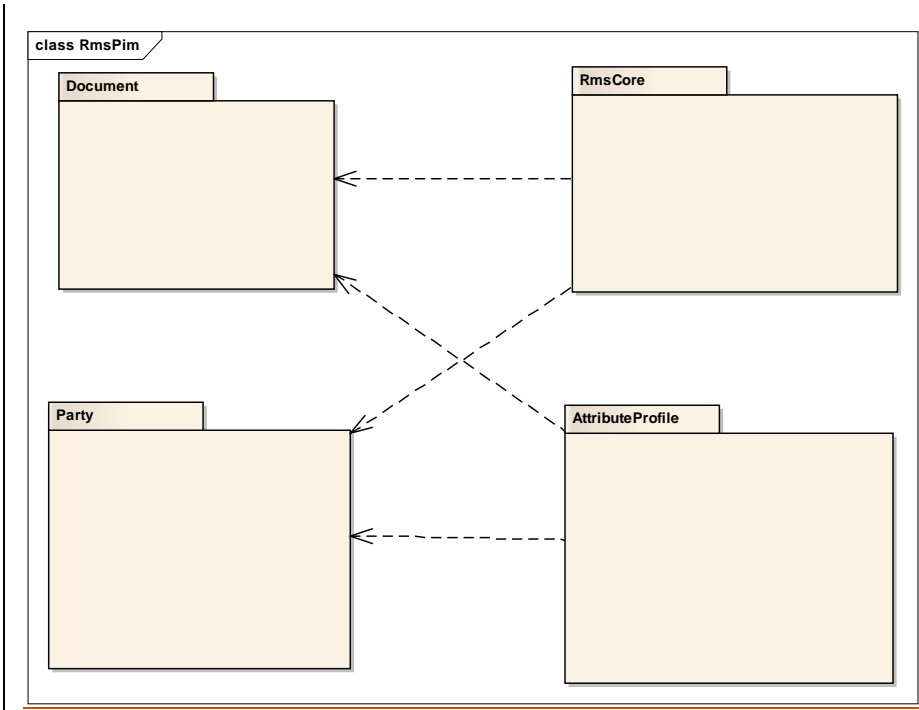 class RmsPim
Document
RmsCore
Party
AttributeProfile